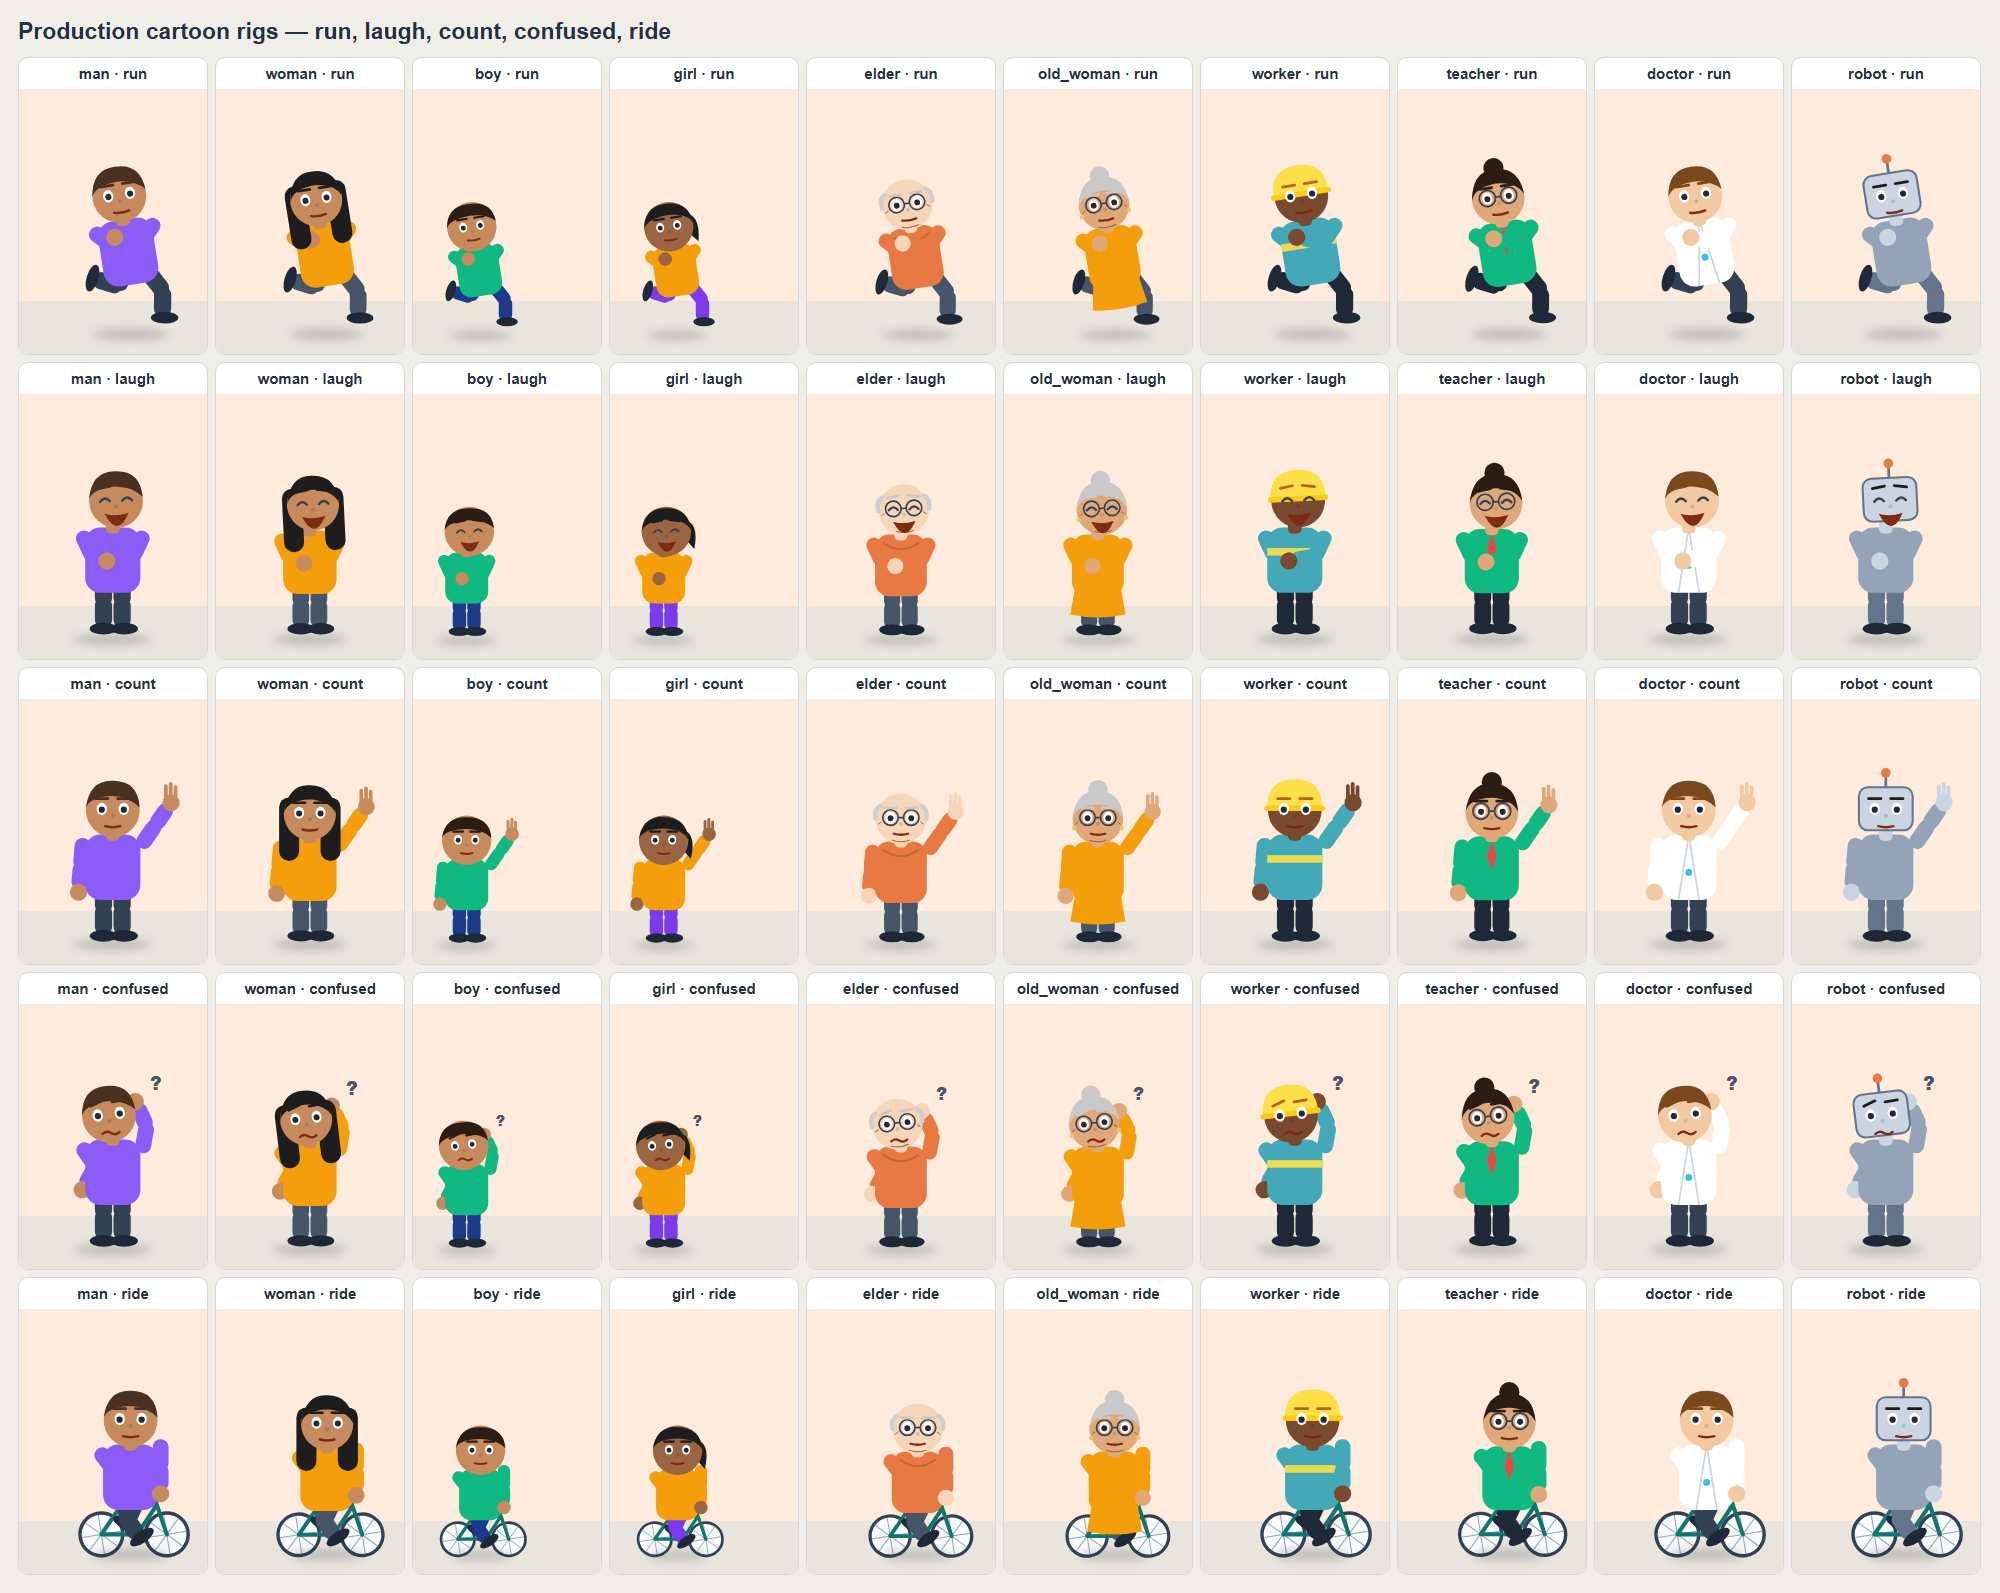 Production cartoon rigs — run, laugh, count, confused, ride
man · run
woman · run
boy · run
girl · run
elder · run
old_woman · run
worker · run
teacher · run
doctor · run
robot · run
man · laugh
woman · laugh
boy · laugh
girl · laugh
elder · laugh
old_woman · laugh
worker · laugh
teacher · laugh
doctor · laugh
robot · laugh
man · count
woman · count
boy · count
girl · count
elder · count
old_woman · count
worker · count
teacher · count
doctor · count
robot · count
man · confused
woman · confused
boy · confused
girl · confused
elder · confused
old_woman · confused
worker · confused
teacher · confused
doctor · confused
robot · confused
?
?
?
?
?
?
?
?
?
?
man · ride
woman · ride
boy · ride
girl · ride
elder · ride
old_woman · ride
worker · ride
teacher · ride
doctor · ride
robot · ride